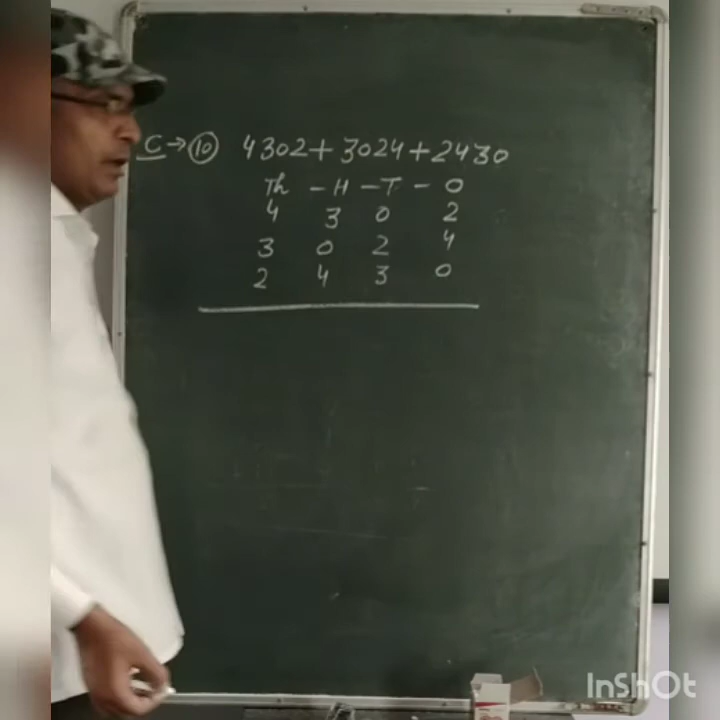 C → 10 4302 + 3024 + 2430
Th - H - T - O
4 3 0 2
3 0 2 4
2 4 3 0
InShOt